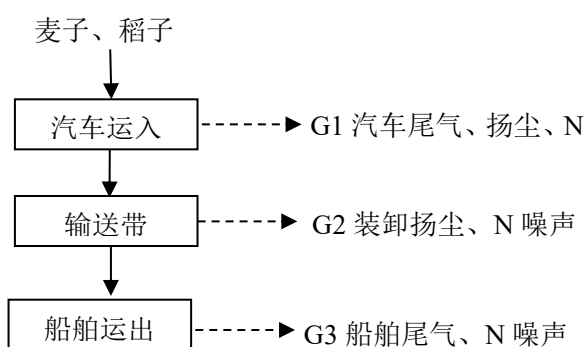 麦子、稻子
汽车运入
G1 汽车尾气、扬尘、N
输送带
G2 装卸扬尘、N 噪声
船舶运出
G3 船舶尾气、N 噪声